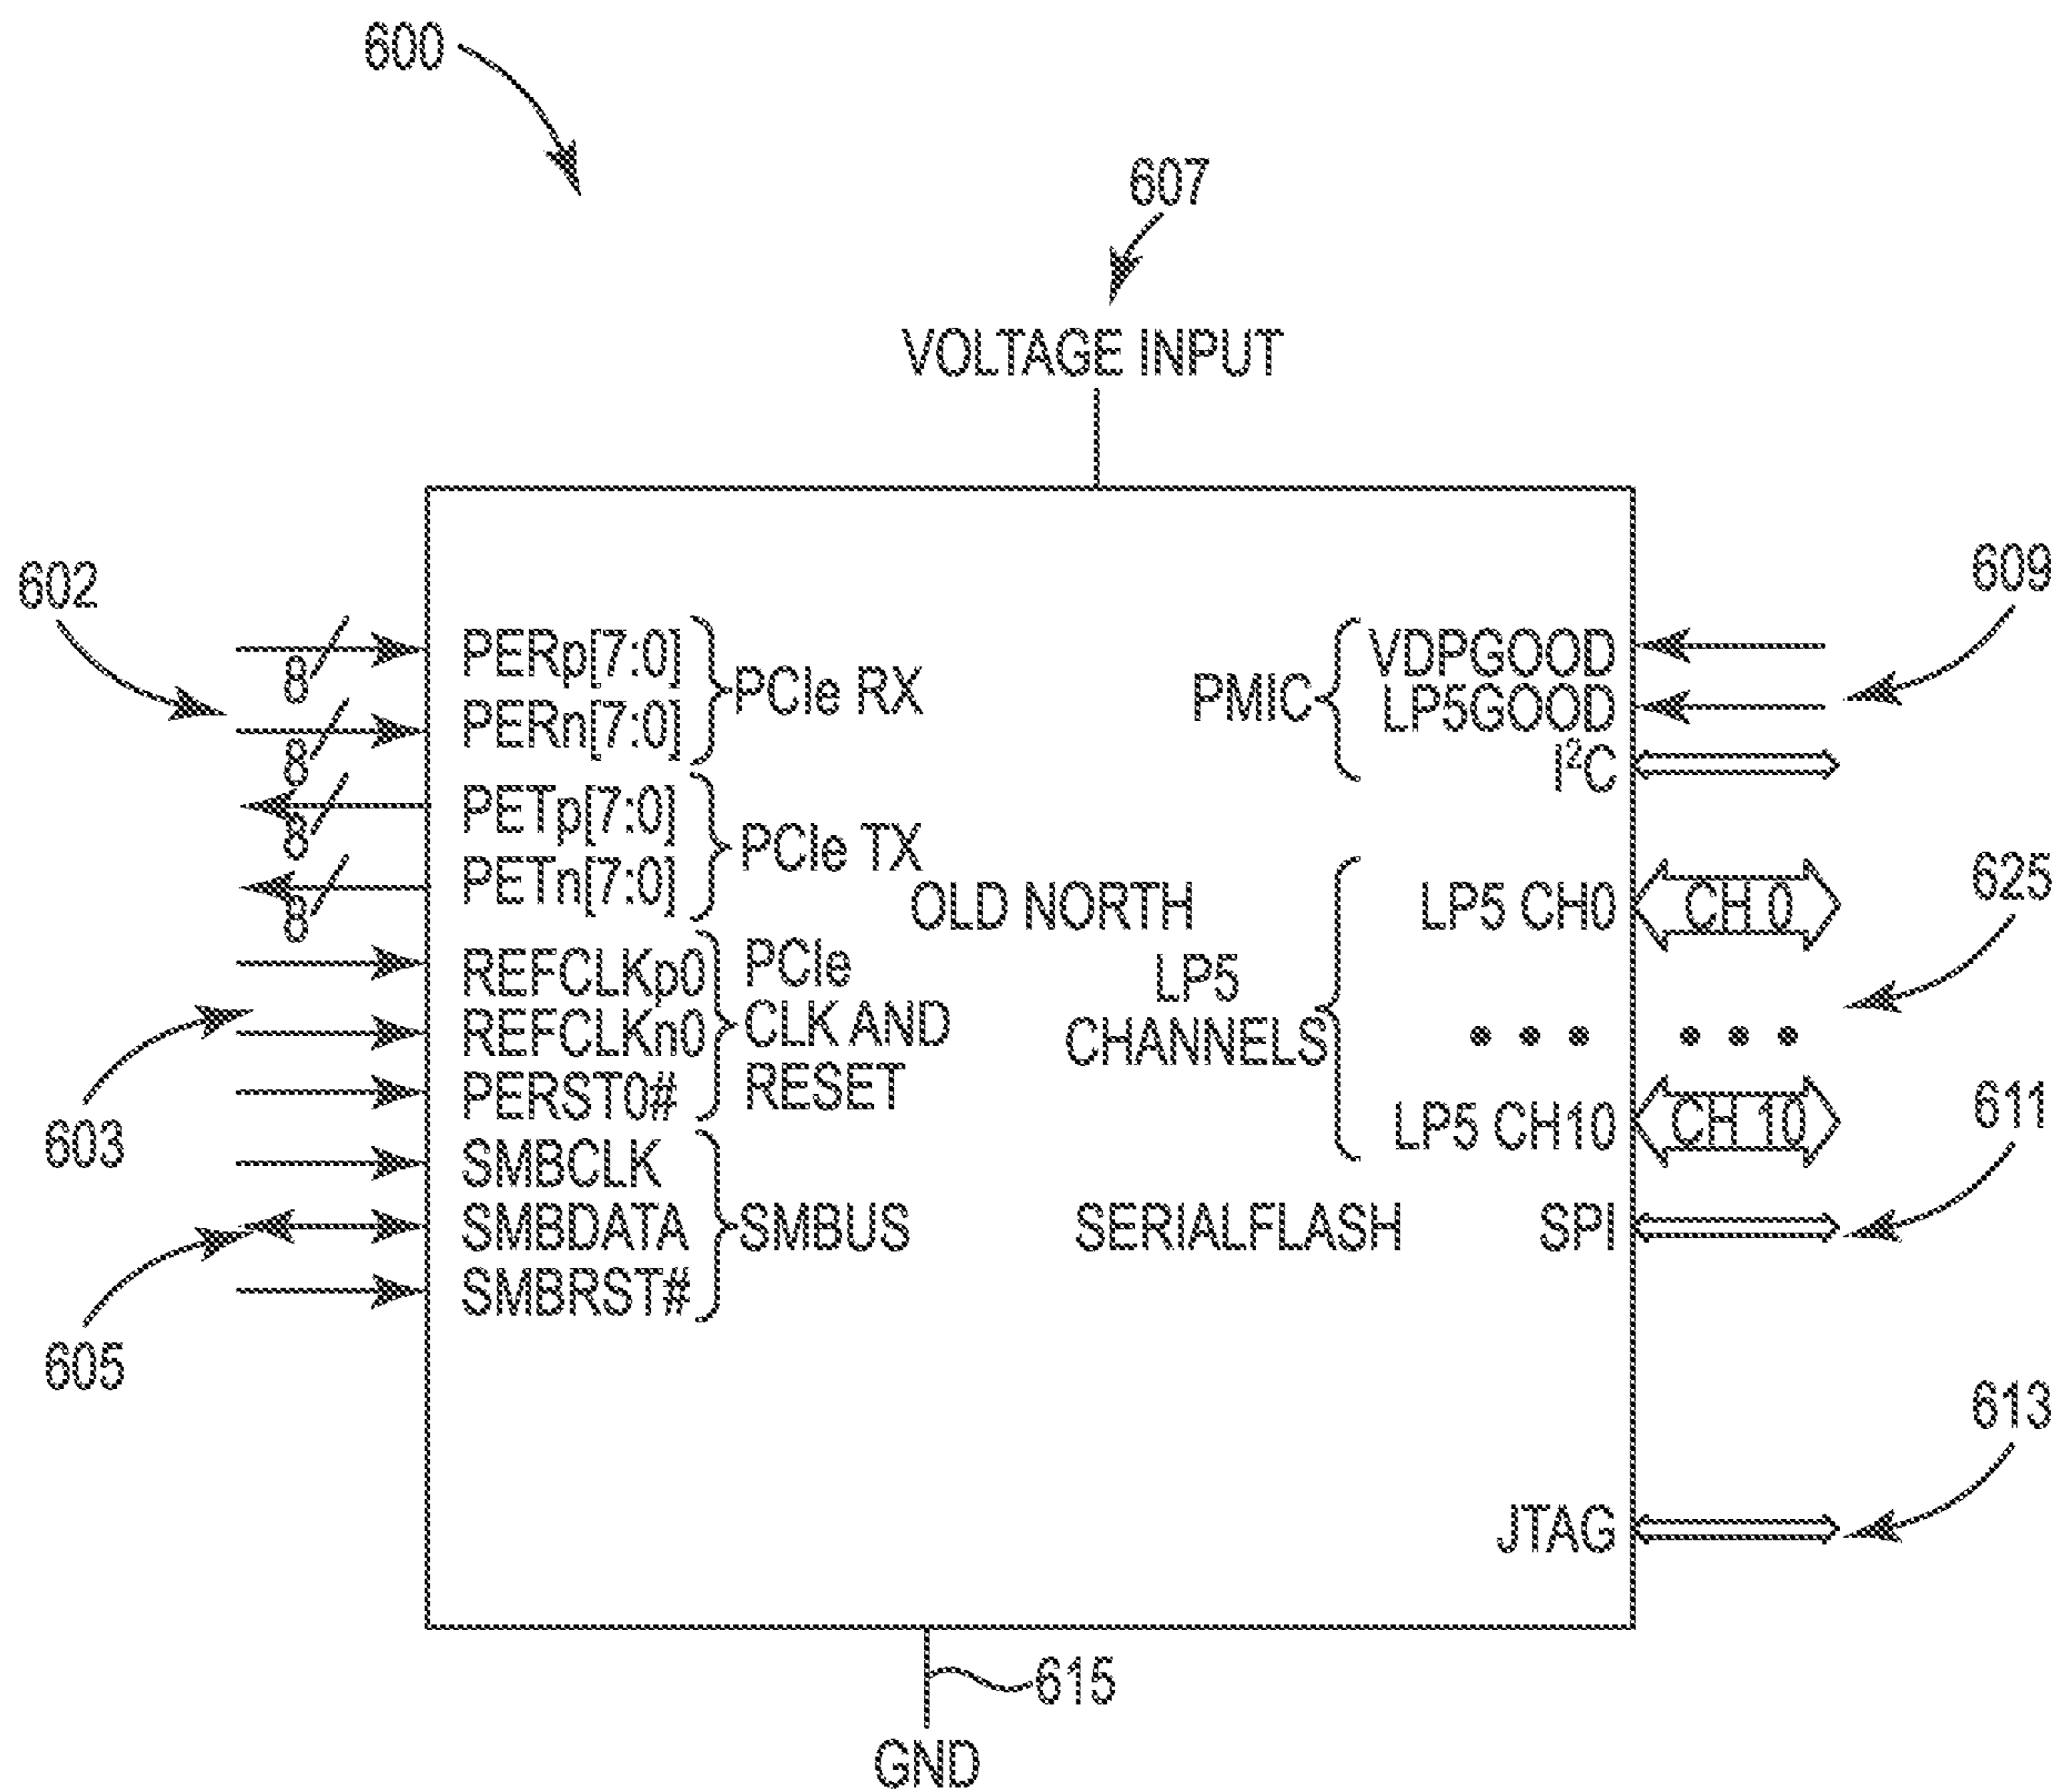 600
607
VOLTAGE INPUT
602
8
8
8
8
PERp[7:0]
PERn[7:0]
PCIe RX
PETp[7:0]
PETn[7:0]
PCIe TX
603
REFCLKp0
REFCLKn0
PERST0#
PCIe
CLK AND
RESET
605
SMBCLK
SMBDATA
SMBRST#
SMBUS
OLD NORTH
PMIC
VDPGOOD
LP5GOOD
I²C
609
LP5
CHANNELS
LP5 CH0
CH 0
• • •
• • •
LP5 CH10
CH 10
625
SERIALFLASH
SPI
611
JTAG
613
615
GND